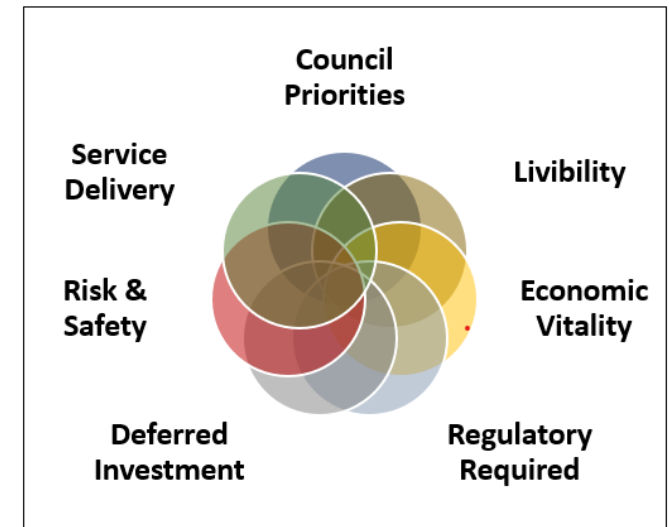 Council
Priorities
Livibility
Economic
Vitality
Regulatory
Required
Deferred
Investment
Risk &
Safety
Service
Delivery